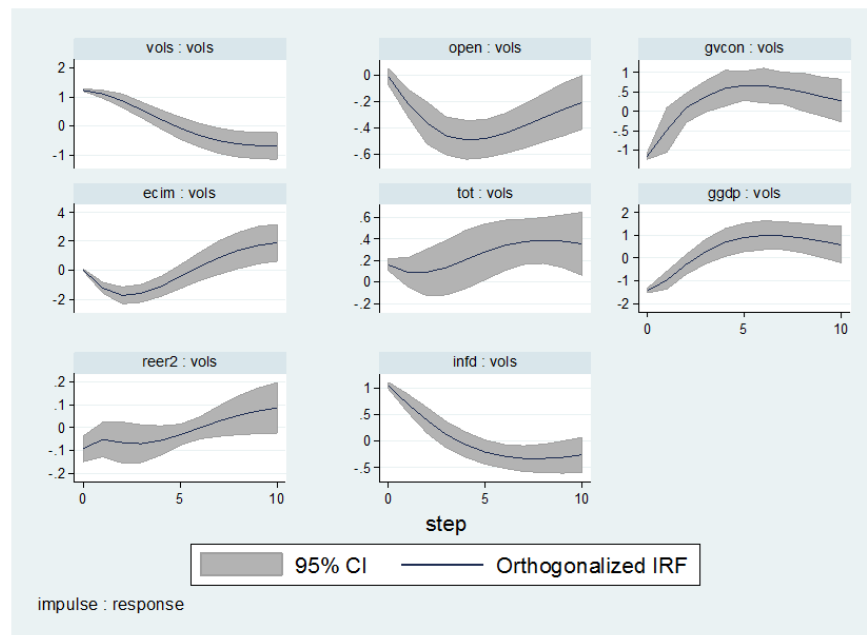 vols : vols
2
1
0
-1
open : vols
0
-.2
-.4
-.6
gvcon : vols
1
.5
0
-.5
-1
ecim : vols
4
2
0
-2
tot : vols
.6
.4
.2
0
-.2
ggdp : vols
2
1
0
-1
-2
0 5 10
reer2 : vols
.2
.1
0
-.1
-.2
0 5 10
infd : vols
1
.5
0
-.5
0 5 10
step
95% CI Orthogonalized IRF
impulse : response